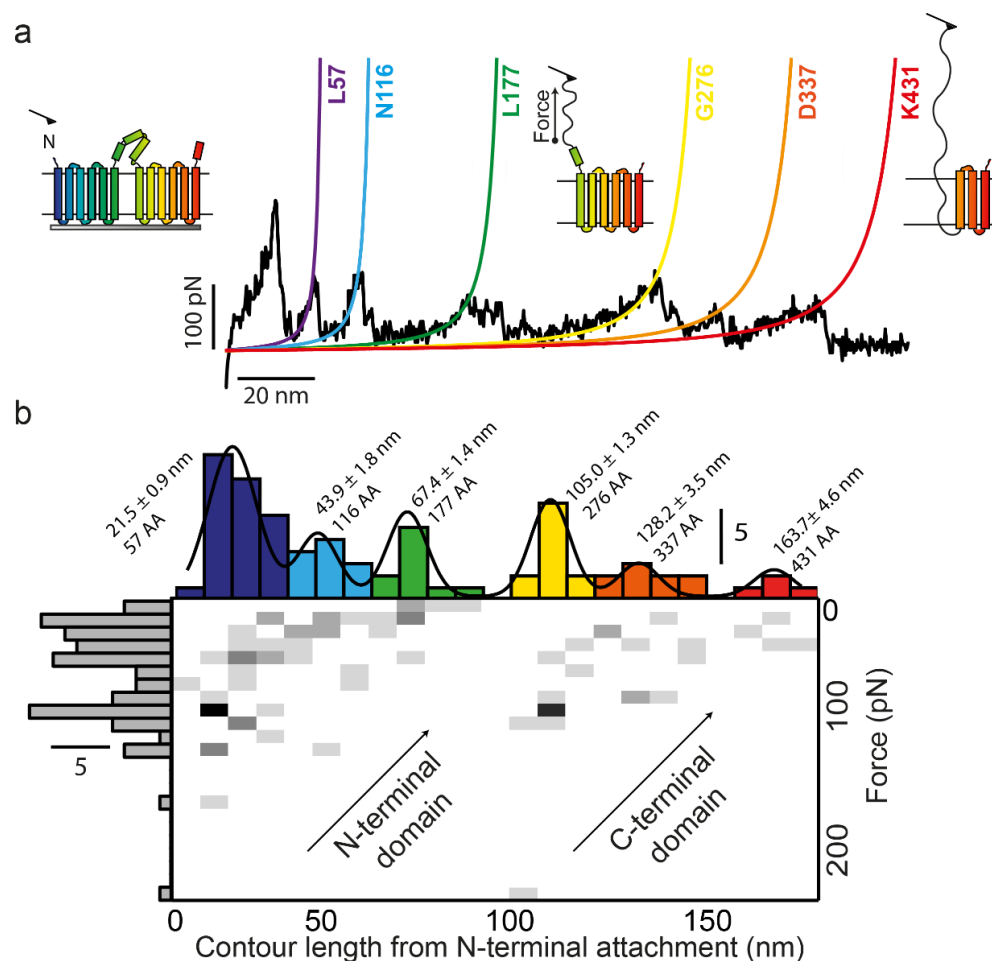 a
N
L57
N116
L177
Force
G276
D337
K431
100 pN
20 nm
b
21.5 ± 0.9 nm
57 AA
43.9 ± 1.8 nm
116 AA
67.4 ± 1.4 nm
177 AA
105.0 ± 1.3 nm
276 AA
128.2 ± 3.5 nm
337 AA
163.7± 4.6 nm
431 AA
5
5
0
100
200
Force (pN)
N-terminal
domain
C-terminal
domain
0
50
100
150
Contour length from N-terminal attachment (nm)